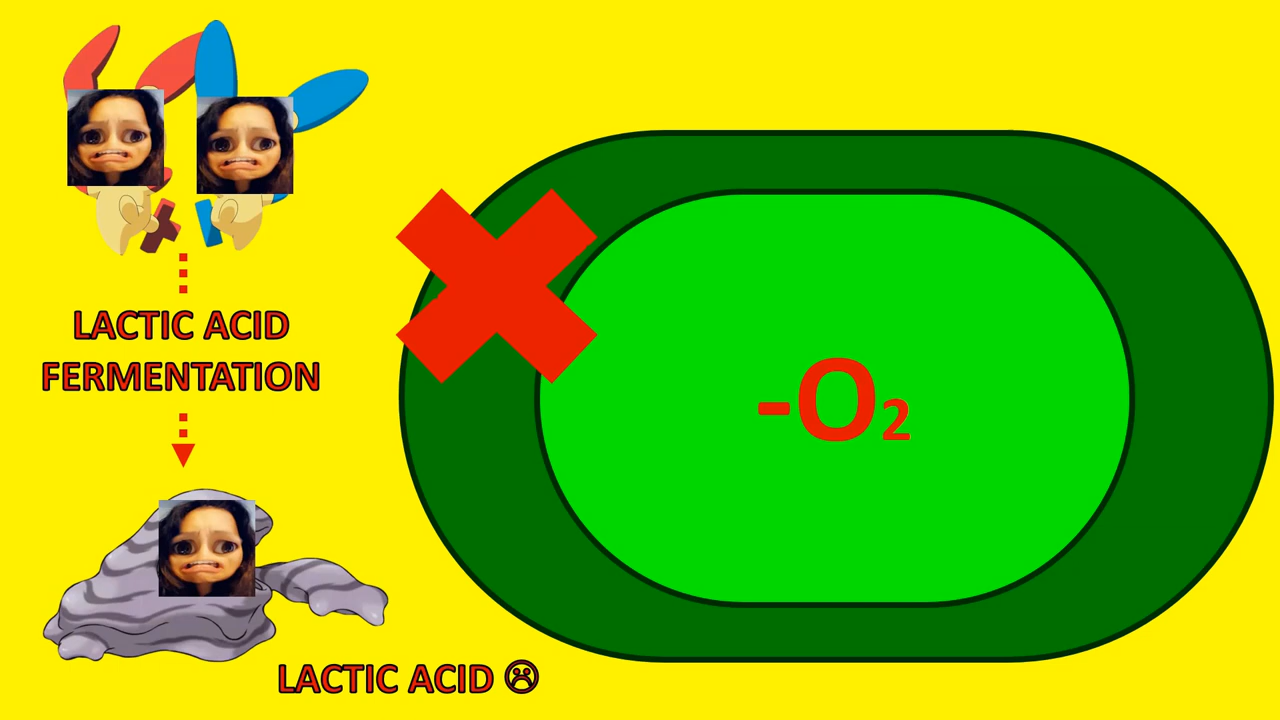 LACTIC ACID
FERMENTATION
-O₂
LACTIC ACID ☹